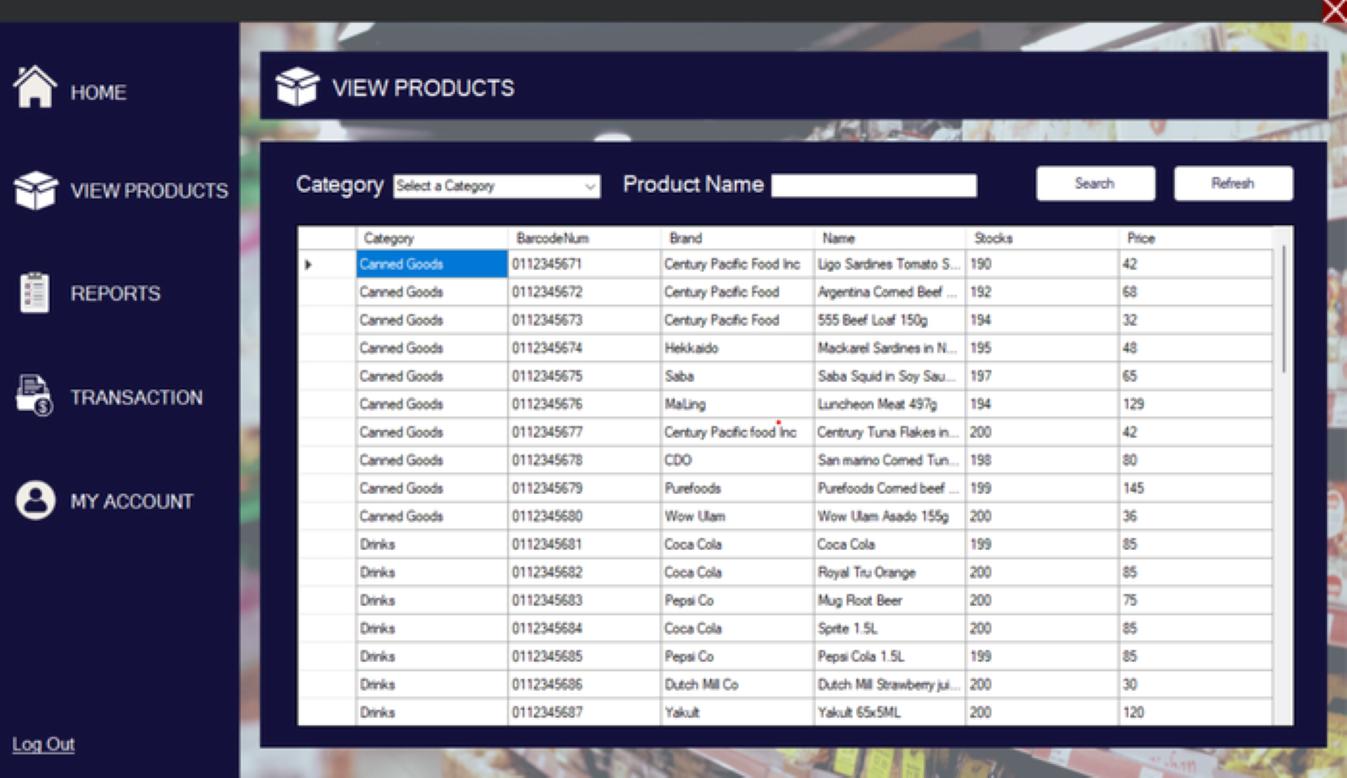 HOME
VIEW PRODUCTS
REPORTS
TRANSACTION
MY ACCOUNT
Log Out
VIEW PRODUCTS
Category Select a Category Product Name Search Refresh
Category BarcodeNum Brand Name Stocks Price
Canned Goods 0112345671 Century Pacific Food Inc Ligo Sardines Tomato S... 190 42
Canned Goods 0112345672 Century Pacific Food Argentina Corned Beef ... 192 68
Canned Goods 0112345673 Century Pacific Food 555 Beef Loaf 150g 194 32
Canned Goods 0112345674 Hekkaido Mackarel Sardines in N... 195 48
Canned Goods 0112345675 Saba Saba Squid in Soy Sau... 197 65
Canned Goods 0112345676 MaLing Luncheon Meat 497g 194 129
Canned Goods 0112345677 Century Pacific food Inc Centrury Tuna Flakes in... 200 42
Canned Goods 0112345678 CDO San marino Corned Tun... 198 80
Canned Goods 0112345679 Purefoods Purefoods Corned beef ... 199 145
Canned Goods 0112345680 Wow Ulam Wow Ulam Asado 155g 200 36
Drinks 0112345681 Coca Cola Coca Cola 199 85
Drinks 0112345682 Coca Cola Royal Tru Orange 200 85
Drinks 0112345683 Pepsi Co Mug Root Beer 200 75
Drinks 0112345684 Coca Cola Sprite 1.5L 200 85
Drinks 0112345685 Pepsi Co Pepsi Cola 1.5L 199 85
Drinks 0112345686 Dutch Mill Co Dutch Mill Strawberry jui... 200 30
Drinks 0112345687 Yakult Yakult 65x5ML 200 120